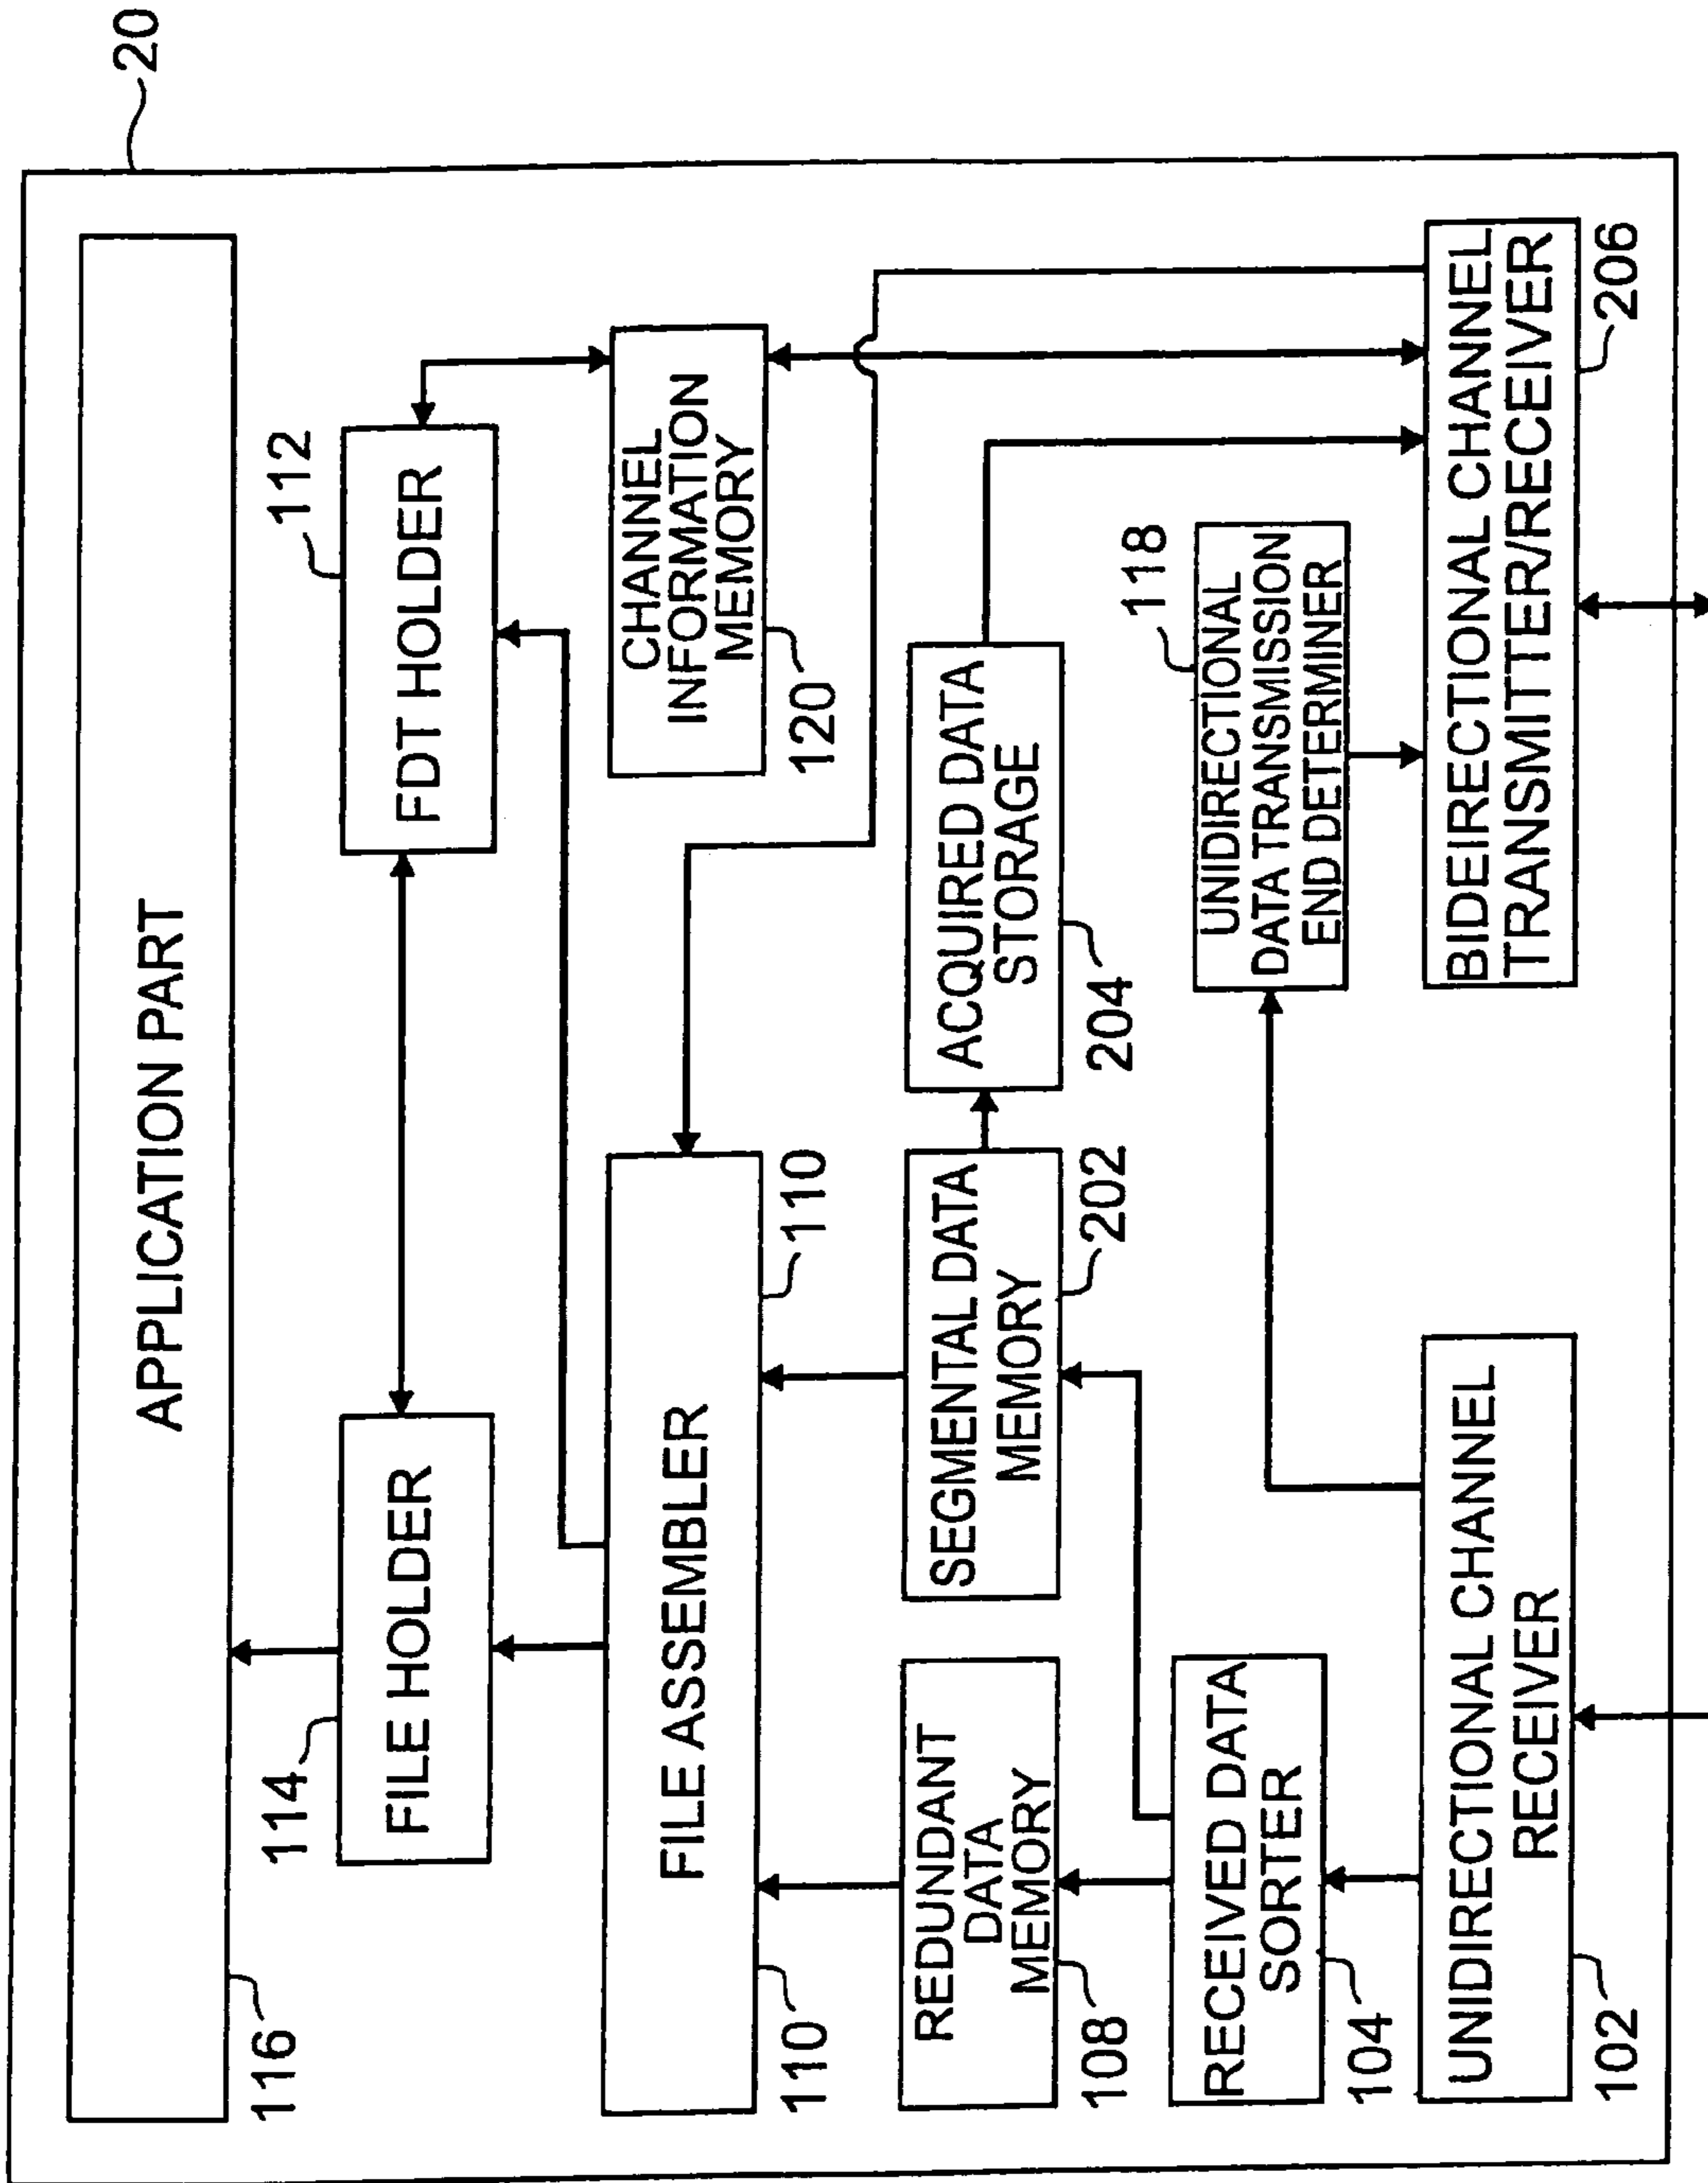 20
APPLICATION PART
116
FILE HOLDER
114
FDT HOLDER
112
FILE ASSEMBLER
110
110
CHANNEL
INFORMATION
MEMORY
120
REDUNDANT
DATA
MEMORY
108
SEGMENTAL DATA
MEMORY
202
ACQUIRED DATA
STORAGE
204
RECEIVED DATA
SORTER
104
UNIDIRECTIONAL
DATA TRANSMISSION
END DETERMINER
118
UNIDIRECTIONAL CHANNEL
RECEIVER
102
BIDEIRECTIONAL CHANNEL
TRANSMITTER/RECEIVER
206